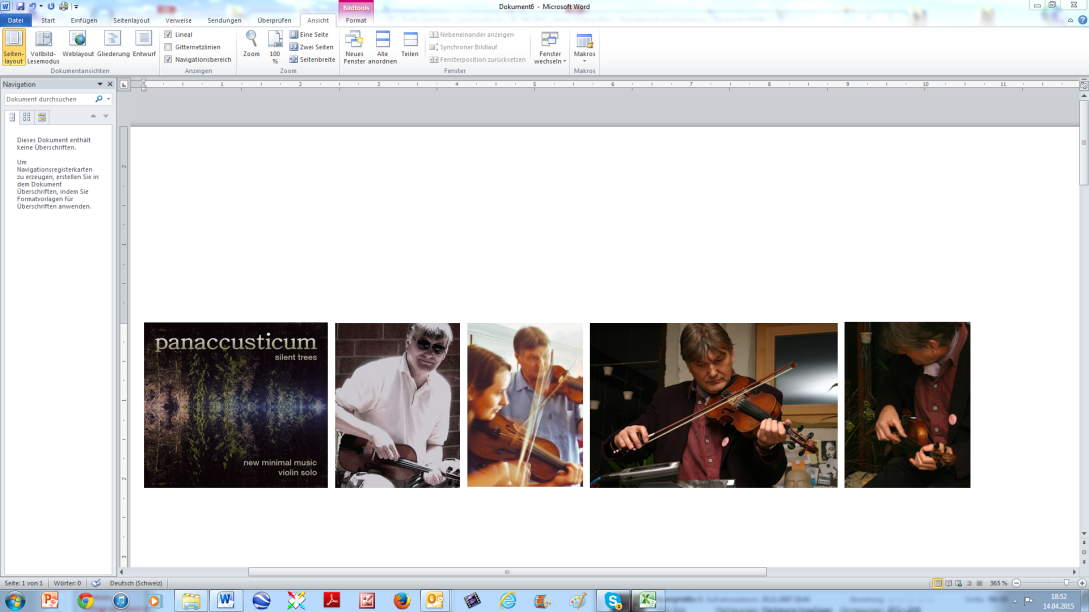 Dokument6 - Microsoft Word
Bildtools
Datei Start Einfügen Seitenlayout Verweise Sendungen Überprüfen Ansicht Format
Seiten-
layout
Vollbild-
Lesemodus
Weblayout Gliederung Entwurf
Dokumentansichten
Lineal
Gitternetzlinien
Navigationsbereich
Anzeigen
Zoom
100
%
Eine Seite
Zwei Seiten
Seitenbreite
Zoom
Neues
Fenster
Alle
anordnen
Teilen
Nebeneinander anzeigen
Synchroner Bildlauf
Fensterposition zurücksetzen
Fenster
wechseln
Fenster
Makros
Makros
Navigation
Dokument durchsuchen
Dieses Dokument enthält
keine Überschriften.
Um
Navigationsregisterkarten
zu erzeugen, erstellen Sie in
dem Dokument
Überschriften, indem Sie
Formatvorlagen für
Überschriften anwenden.
panaccusticum
silent trees
new minimal music
violin solo
Seite: 1 von 1 Wörter: 0 Deutsch (Schweiz)
365 %
18:52
14.04.2015